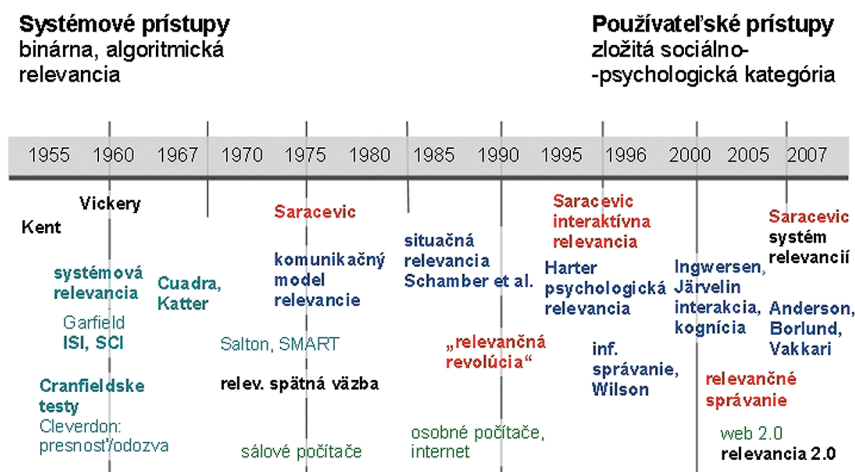 Systémové prístupy
binárna, algoritmická
relevancia
Používateľské prístupy
zložitá sociálno-
-psychologická kategória
1955 1960 1967 1970 1975 1980 1985 1990 1995 1996 2000 2005 2007
Vickery
Kent
systémová
relevancia
Garfield
ISI, SCI
Cranfieldske
testy
Cleverdon:
presnosť/odozva
Cuadra,
Katter
Saracevic
komunikačný
model
relevancie
Salton, SMART
relev. spätná väzba
sálové počítače
situačná
relevancia
Schamber et al.
„relevančná
revolúcia“
osobné počítače,
internet
Saracevic
interaktívna
relevancia
Harter
psychologická
relevancia
inf.
správanie,
Wilson
Ingwersen,
Järvelin
interakcia,
kognícia
relevančné
správanie
web 2.0
relevancia 2.0
Saracevic
systém
relevancií
Anderson,
Borlund,
Vakkari